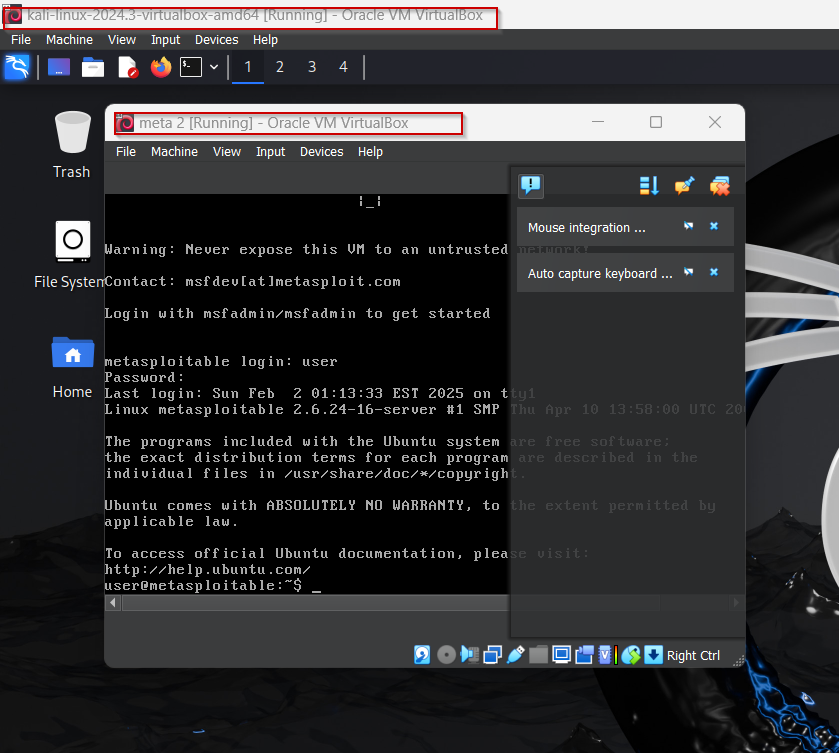 kali-linux-2024.3-virtualbox-amd64 [Running] - Oracle VM VirtualBox
File Machine View Input Devices Help
1 2 3 4
Trash
File System
Home
meta 2 [Running] - Oracle VM VirtualBox
File Machine View Input Devices Help
Mouse integration ...
Auto capture keyboard ...
Warning: Never expose this VM to an untrusted network!
Contact: msfdev[at]metasploit.com
Login with msfadmin/msfadmin to get started
metasploitable login: user
Password:
Last login: Sun Feb  2 01:13:33 EST 2025 on tty1
Linux metasploitable 2.6.24-16-server #1 SMP Thu Apr 10 13:58:00 UTC 20
The programs included with the Ubuntu system are free software;
the exact distribution terms for each program are described in the
individual files in /usr/share/doc/*/copyright.
Ubuntu comes with ABSOLUTELY NO WARRANTY, to the extent permitted by
applicable law.
To access official Ubuntu documentation, please visit:
http://help.ubuntu.com/
user@metasploitable:~$ _
Right Ctrl